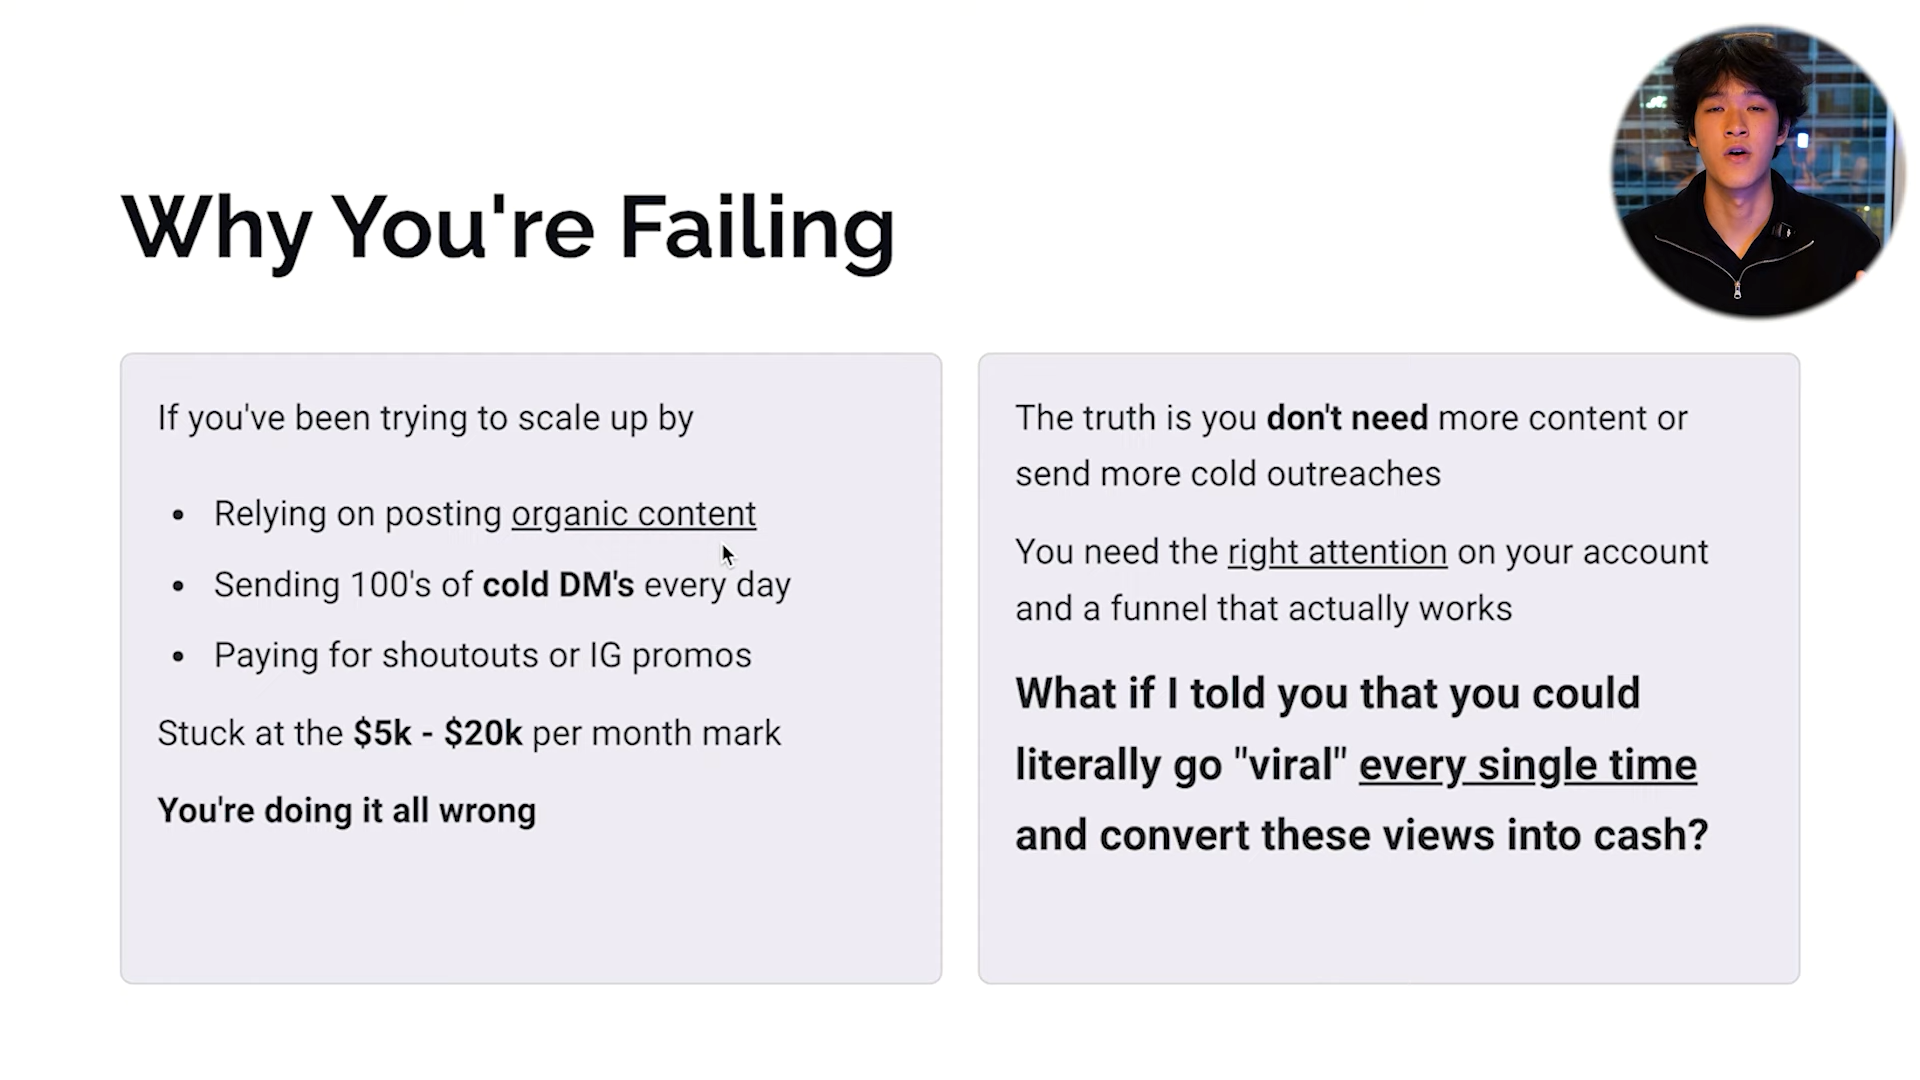 Why You're Failing
If you've been trying to scale up by
• Relying on posting organic content
• Sending 100's of cold DM's every day
• Paying for shoutouts or IG promos
Stuck at the $5k - $20k per month mark
You're doing it all wrong
The truth is you don't need more content or
send more cold outreaches
You need the right attention on your account
and a funnel that actually works
What if I told you that you could
literally go "viral" every single time
and convert these views into cash?